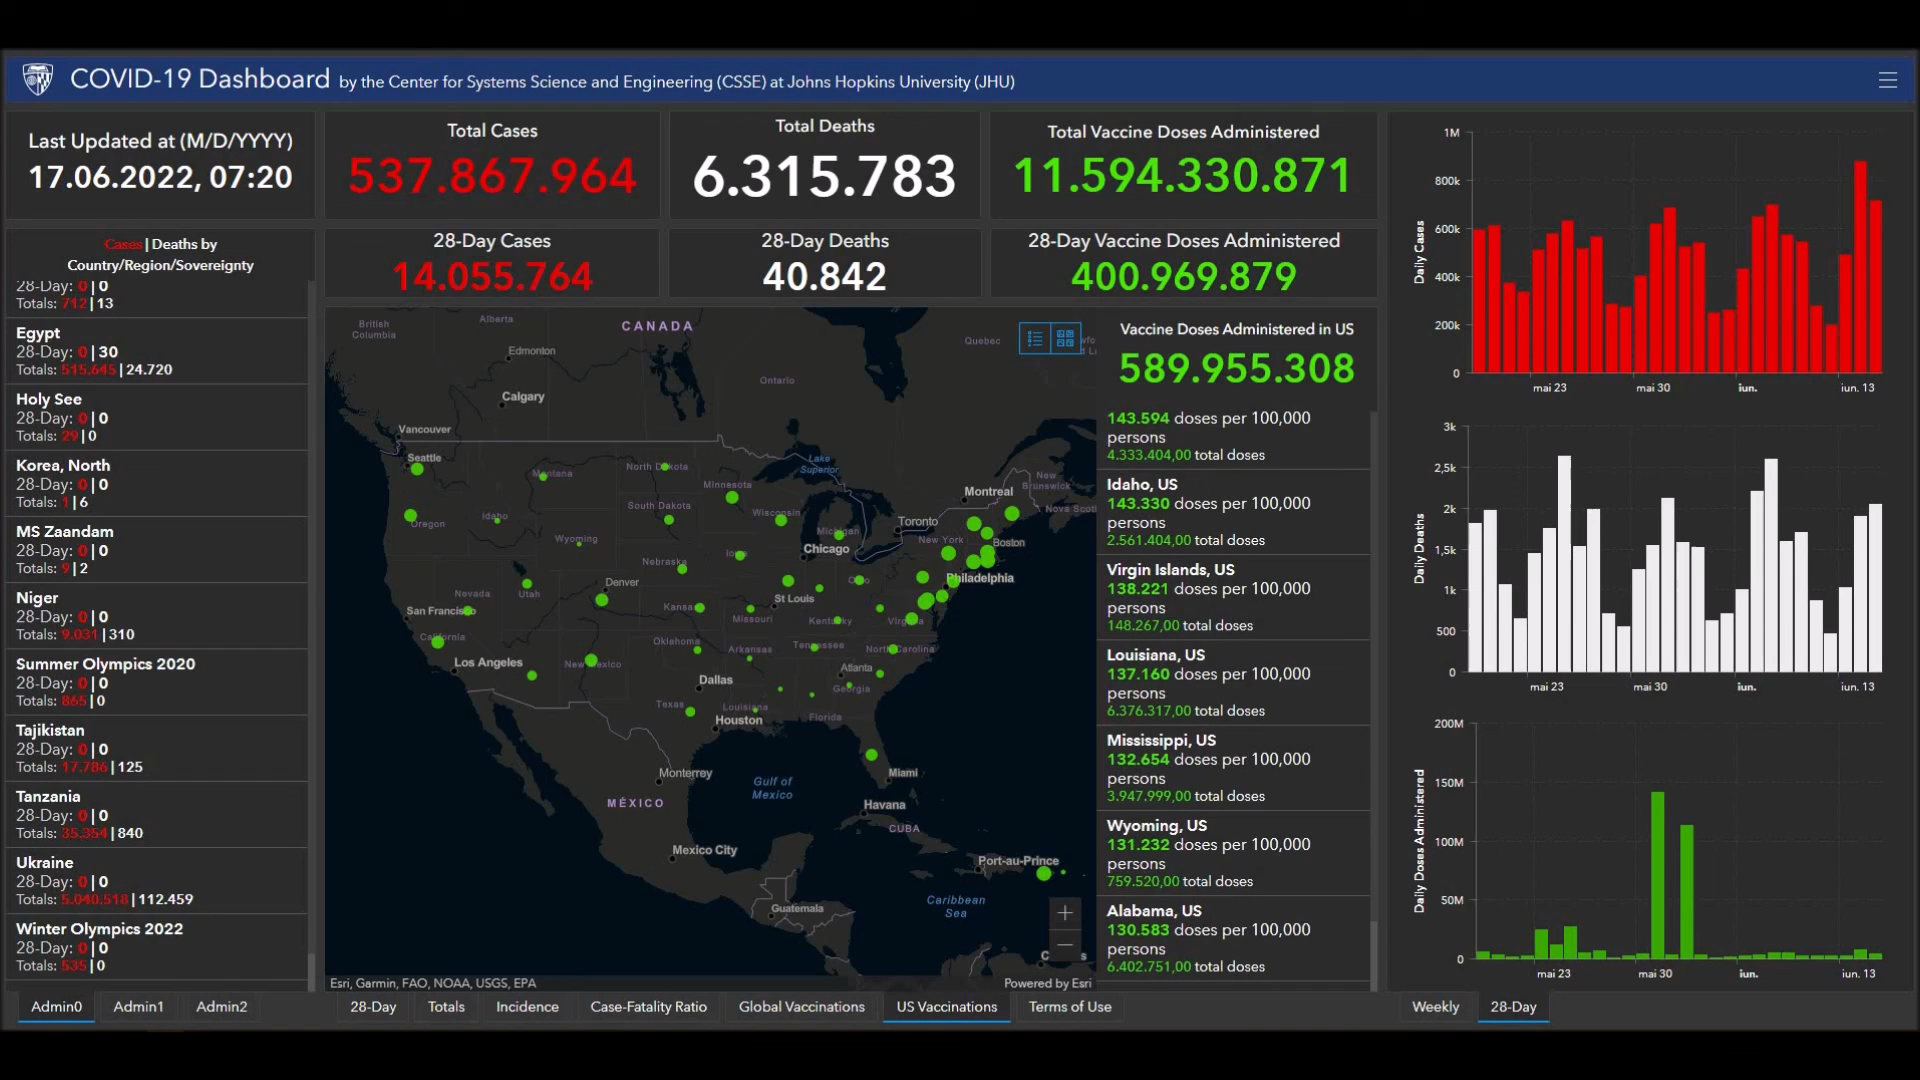 COVID-19 Dashboard by the Center for Systems Science and Engineering (CSSE) at Johns Hopkins University (JHU)
Last Updated at (M/D/YYYY)
17.06.2022, 07:20
Total Cases
537.867.964
Total Deaths
6.315.783
Total Vaccine Doses Administered
11.594.330.871
28-Day Cases
14.055.764
28-Day Deaths
40.842
28-Day Vaccine Doses Administered
400.969.879
Cases | Deaths by
Country/Region/Sovereignty
28-Day: 0 | 0
Totals: 712 | 13
Egypt
28-Day: 0 | 30
Totals: 515.645 | 24.720
Holy See
28-Day: 0 | 0
Totals: 29 | 0
Korea, North
28-Day: 0 | 0
Totals: 1 | 6
MS Zaandam
28-Day: 0 | 0
Totals: 9 | 2
Niger
28-Day: 0 | 0
Totals: 9.031 | 310
Summer Olympics 2020
28-Day: 0 | 0
Totals: 865 | 0
Tajikistan
28-Day: 0 | 0
Totals: 17.786 | 125
Tanzania
28-Day: 0 | 0
Totals: 35.354 | 840
Ukraine
28-Day: 0 | 0
Totals: 5.040.518 | 112.459
Winter Olympics 2022
28-Day: 0 | 0
Totals: 535 | 0
Admin0 Admin1 Admin2
British
Columbia
Alberta
CANADA
Quebec
Edmonton
Ontario
Calgary
Vancouver
Seattle
Lake
Superior
Montana
North Dakota
Minnesota
Montreal
New
Brunswick
Nova Scoti
Oregon
Idaho
South Dakota
Wisconsin
Michigan
Toronto
New York
Boston
Wyoming
Iowa
Chicago
Nebraska
Philadelphia
Nevada
Utah
Denver
Ohio
St Louis
San Francisco
Kansas
Missouri
Kentucky
Virginia
California
Oklahoma
Arkansas
Tennessee
North Carolina
Los Angeles
New Mexico
Atlanta
Georgia
Dallas
Texas
Louisiana
Houston
Florida
Monterrey
Gulf of
Mexico
Miami
MÉXICO
Havana
CUBA
Mexico City
Port-au-Prince
Caribbean
Sea
Guatemala
Esri, Garmin, FAO, NOAA, USGS, EPA
Powered by Esri
28-Day Totals Incidence Case-Fatality Ratio Global Vaccinations US Vaccinations Terms of Use
Vaccine Doses Administered in US
589.955.308
143.594 doses per 100,000
persons
4.333.404,00 total doses
Idaho, US
143.330 doses per 100,000
persons
2.561.404,00 total doses
Virgin Islands, US
138.221 doses per 100,000
persons
148.267,00 total doses
Louisiana, US
137.160 doses per 100,000
persons
6.376.317,00 total doses
Mississippi, US
132.654 doses per 100,000
persons
3.947.999,00 total doses
Wyoming, US
131.232 doses per 100,000
persons
759.520,00 total doses
Alabama, US
130.583 doses per 100,000
persons
6.402.751,00 total doses
Daily Cases
1M
800k
600k
400k
200k
0
mai 23 mai 30 iun. iun. 13
Daily Deaths
3k
2,5k
2k
1,5k
1k
500
0
mai 23 mai 30 iun. iun. 13
Daily Doses Administered
200M
150M
100M
50M
0
mai 23 mai 30 iun. iun. 13
Weekly 28-Day